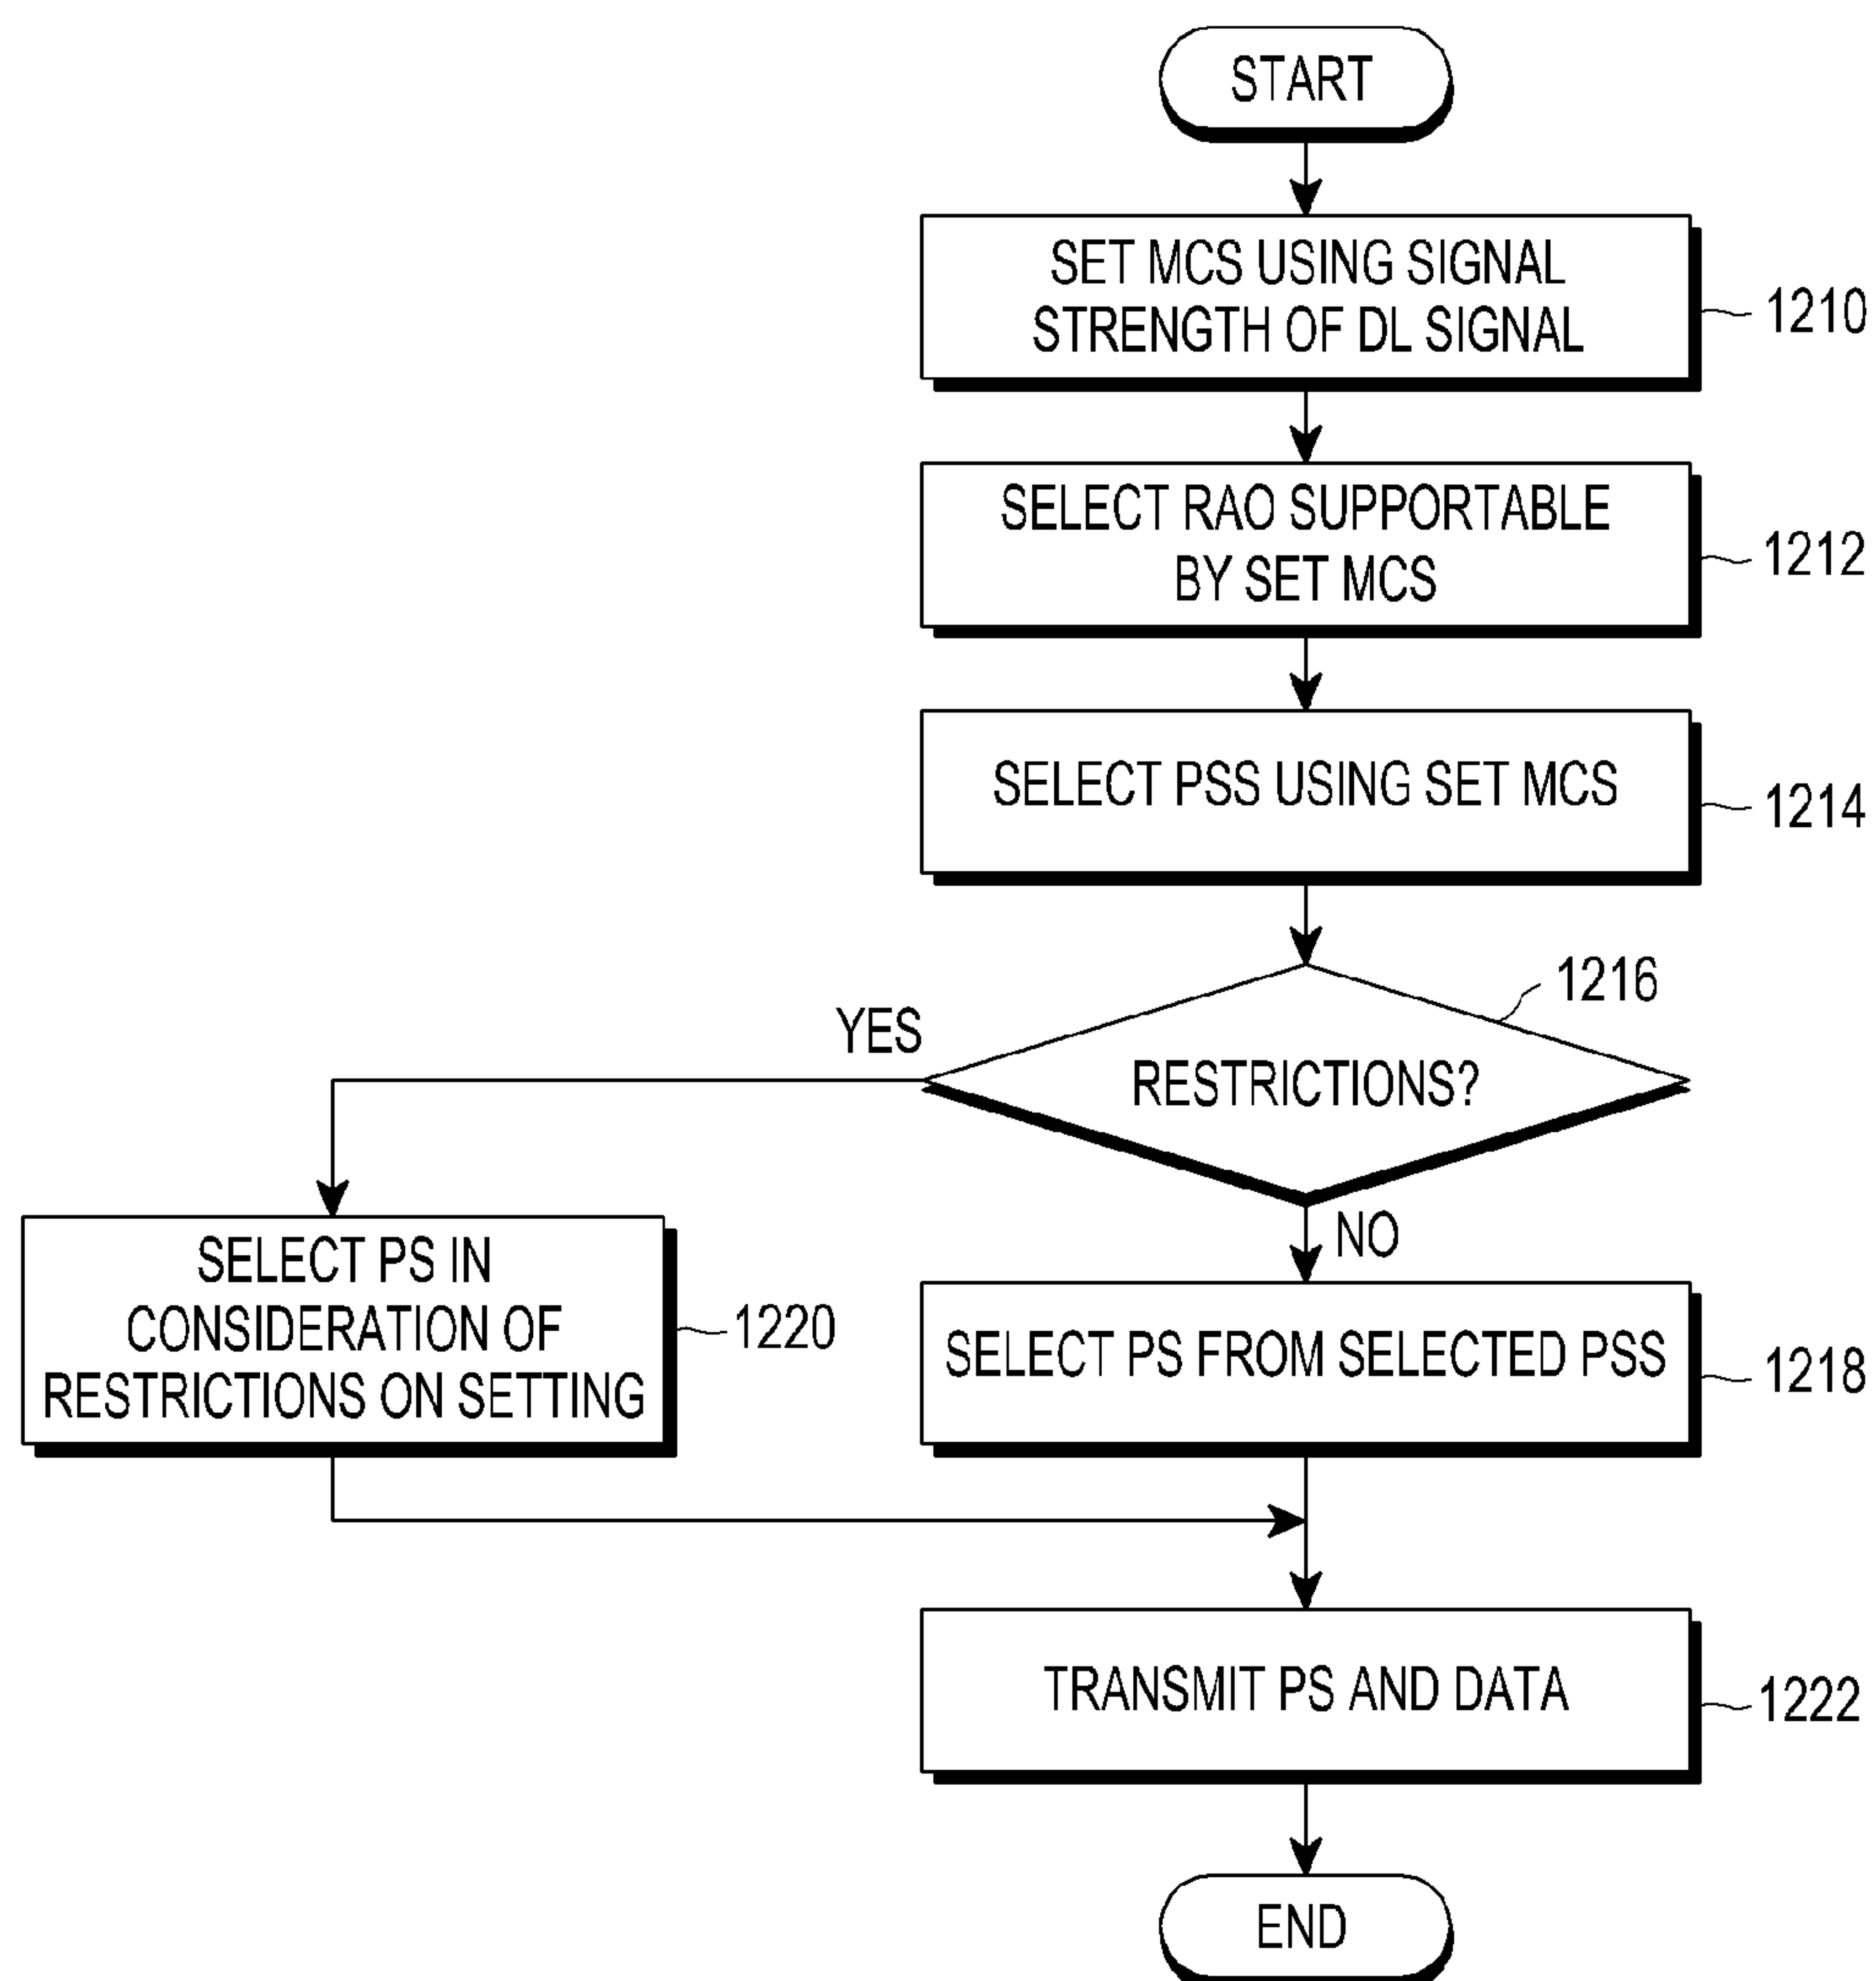 START
SET MCS USING SIGNAL
STRENGTH OF DL SIGNAL
1210
SELECT RAO SUPPORTABLE
BY SET MCS
1212
SELECT PSS USING SET MCS
1214
1216
YES
RESTRICTIONS?
NO
SELECT PS IN
CONSIDERATION OF
RESTRICTIONS ON SETTING
1220
SELECT PS FROM SELECTED PSS
1218
TRANSMIT PS AND DATA
1222
END